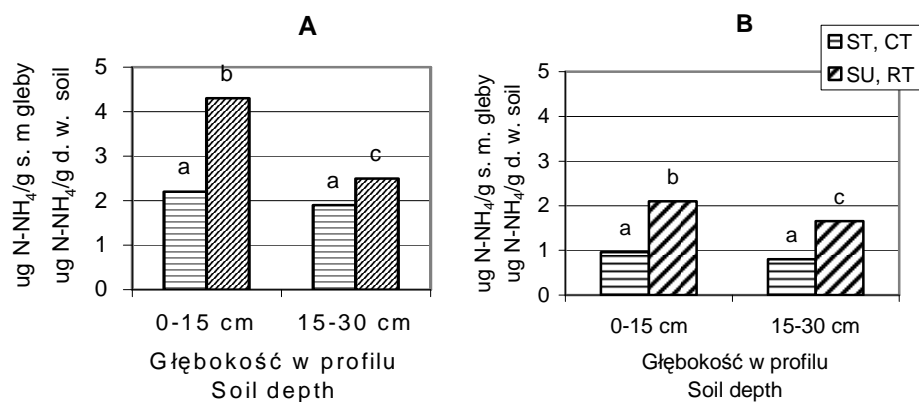 A
ug N-NH4/g s. m gleby
ug N-NH4/g d. w. soil
5
4
3
2
1
0
a
b
a
c
0-15 cm
15-30 cm
Głębokość w profilu
Soil depth
B
ST, CT
SU, RT
ug N-NH4/g s. m. gleby
ug N-NH4/g d. w. soil
5
4
3
2
1
0
a
b
a
c
0-15 cm
15-30 cm
Głębokość w profilu
Soil depth